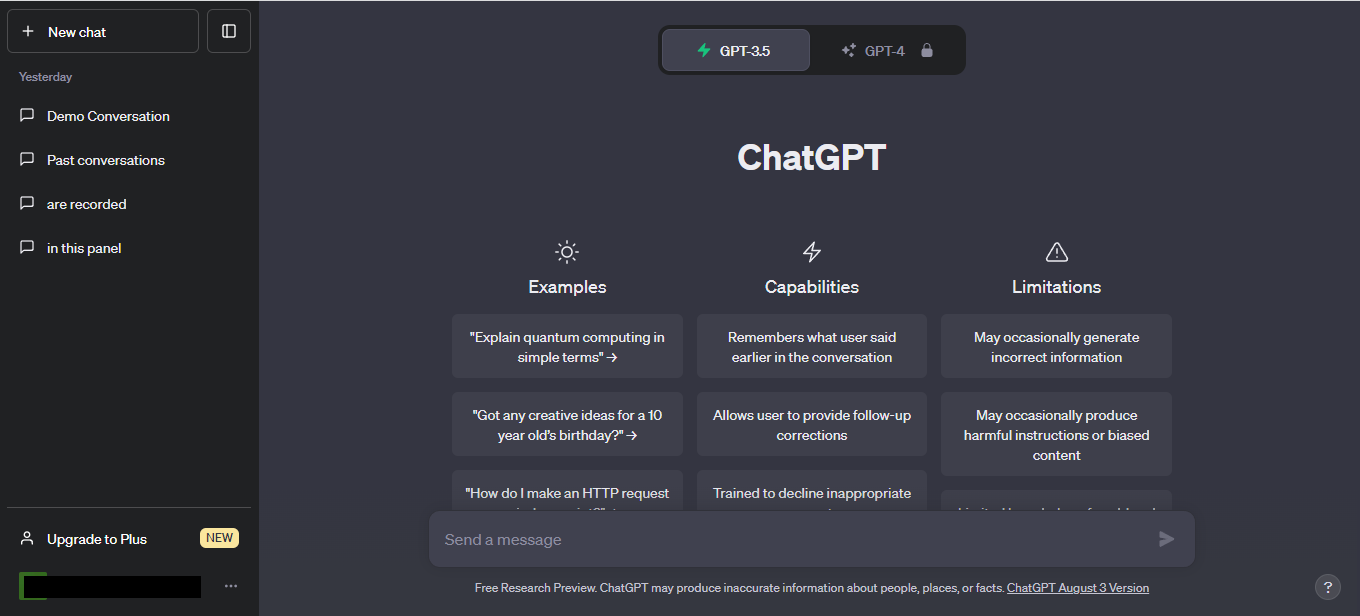 New chat
Yesterday
Demo Conversation
Past conversations
are recorded
in this panel
Upgrade to Plus
NEW
GPT-3.5
GPT-4
ChatGPT
Examples
"Explain quantum computing in
simple terms" →
"Got any creative ideas for a 10
year old's birthday?" →
"How do I make an HTTP request
Capabilities
Remembers what user said
earlier in the conversation
Allows user to provide follow-up
corrections
Trained to decline inappropriate
Limitations
May occasionally generate
incorrect information
May occasionally produce
harmful instructions or biased
content
Send a message
Free Research Preview. ChatGPT may produce inaccurate information about people, places, or facts. ChatGPT August 3 Version
?